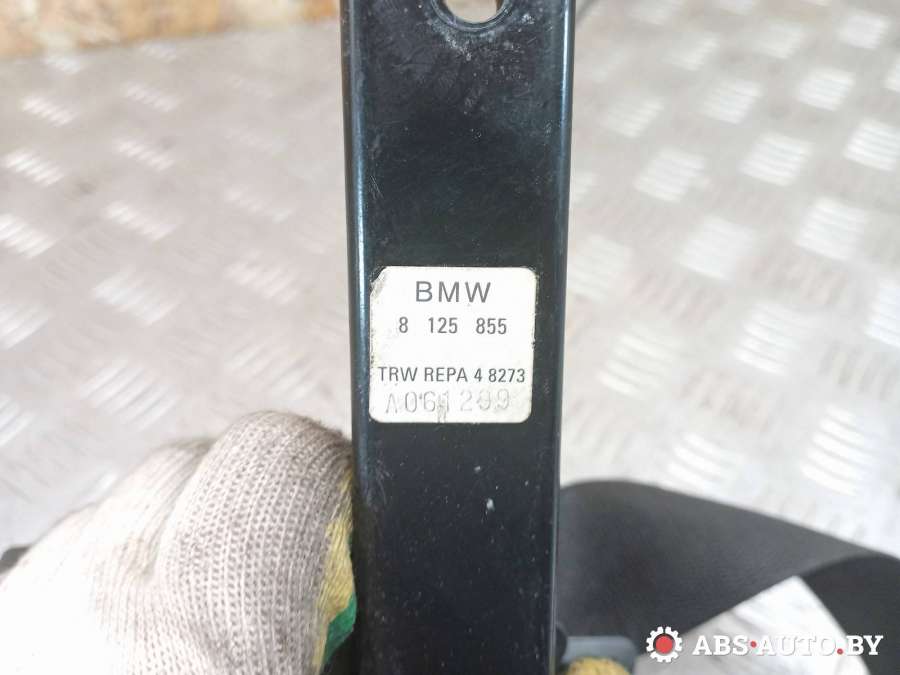 BMW
8 125 855
TRW REPA 4 8273
A061299
ABS-AUTO.BY